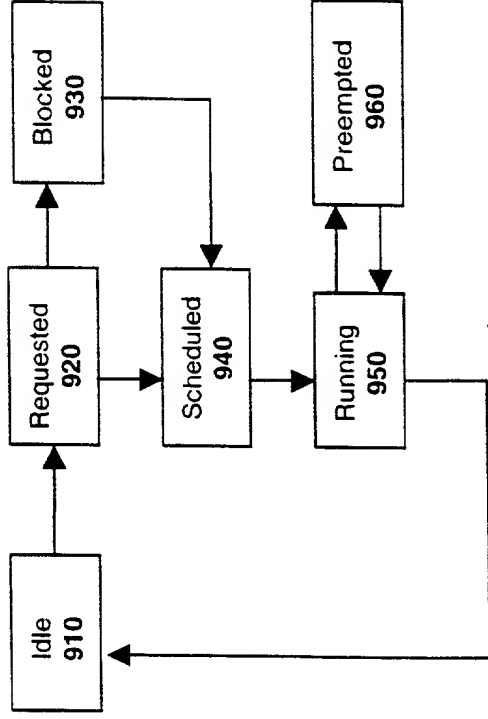 Idle
910
Requested
920
Blocked
930
Scheduled
940
Running
950
Preempted
960